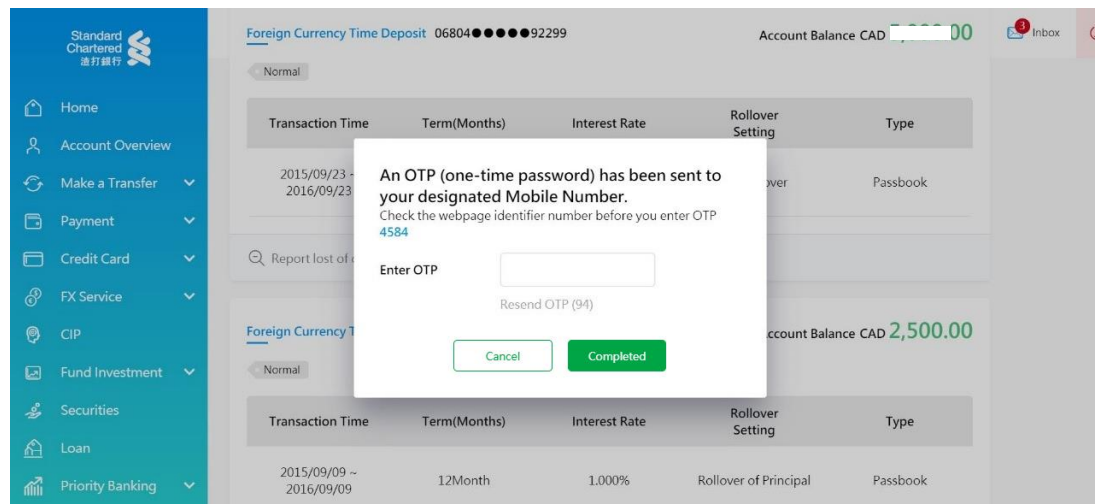 Standard
Chartered
渣打銀行
Home
Account Overview
Make a Transfer
Payment
Credit Card
FX Service
CIP
Fund Investment
Securities
Loan
Priority Banking
Foreign Currency Time Deposit 06804●●●●●92299
Account Balance CAD 00
3
Inbox
Normal
Transaction Time Term(Months) Interest Rate Rollover Setting Type
2015/09/23 ~
2016/09/23
Passbook
Report lost of
An OTP (one-time password) has been sent to
your designated Mobile Number.
Check the webpage identifier number before you enter OTP
4584
Enter OTP
Resend OTP (94)
Cancel Completed
Foreign Currency
Account Balance CAD 2,500.00
Normal
Transaction Time Term(Months) Interest Rate Rollover Setting Type
2015/09/09 ~
2016/09/09
12Month 1.000% Rollover of Principal Passbook